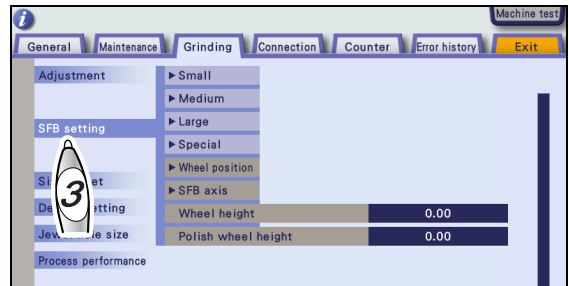 i
Machine test
General Maintenance Grinding Connection Counter Error history Exit
Adjustment
▶ Small
▶ Medium
▶ Large
SFB setting
▶ Special
▶ Wheel position
▶ SFB axis
3
Wheel height 0.00
Polish wheel height 0.00
size
Process performance